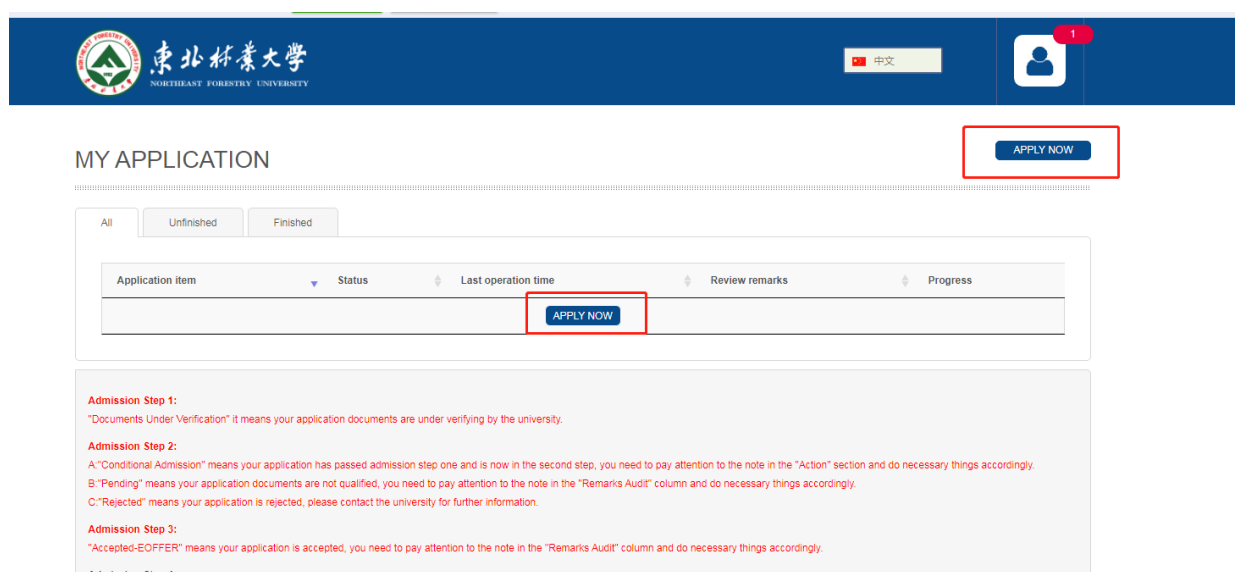 東北林業大學
NORTHEAST FORESTRY UNIVERSITY
中文
1
MY APPLICATION
APPLY NOW
All Unfinished Finished
Application item Status Last operation time Review remarks Progress
APPLY NOW
Admission Step 1:
"Documents Under Verification" it means your application documents are under verifying by the university.
Admission Step 2:
A:"Conditional Admission" means your application has passed admission step one and is now in the second step, you need to pay attention to the note in the "Action" section and do necessary things accordingly.
B:"Pending" means your application documents are not qualified, you need to pay attention to the note in the "Remarks Audit" column and do necessary things accordingly.
C:"Rejected" means your application is rejected, please contact the university for further information.
Admission Step 3:
"Accepted-EOFFER" means your application is accepted, you need to pay attention to the note in the "Remarks Audit" column and do necessary things accordingly.